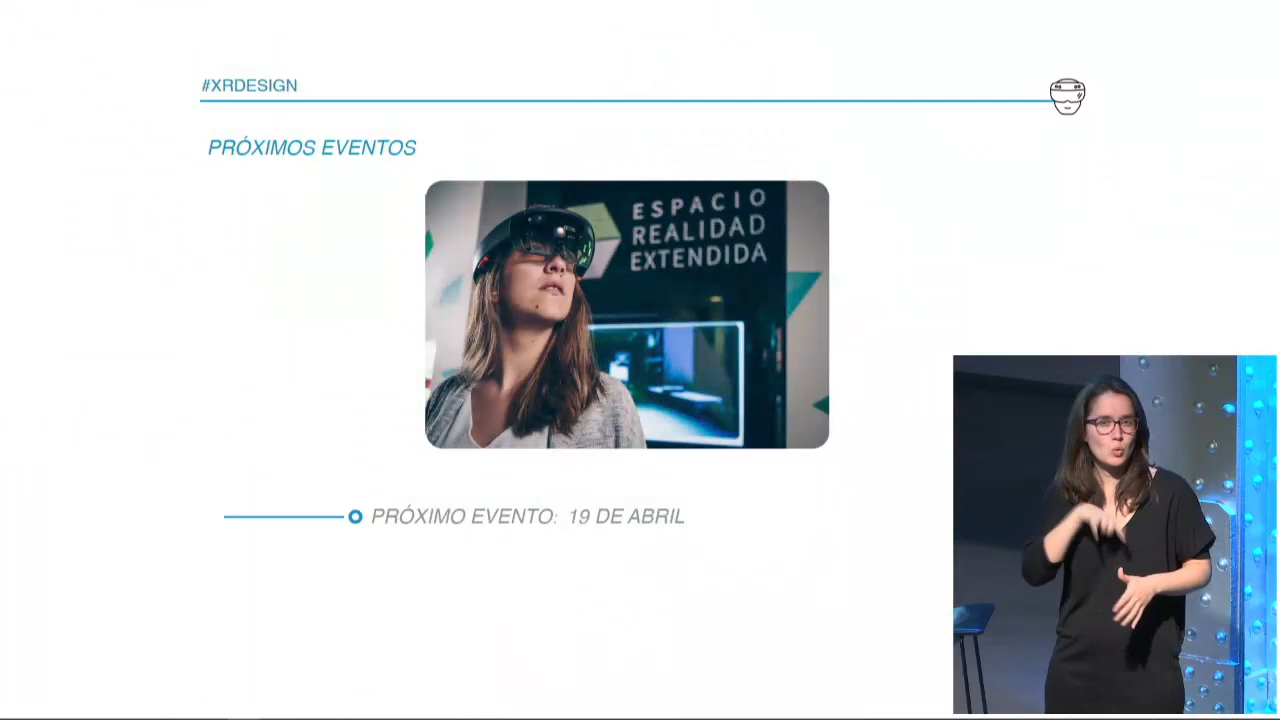 #XRDESIGN
PRÓXIMOS EVENTOS
ESPACIO
REALIDAD
EXTENDIDA
PRÓXIMO EVENTO: 19 DE ABRIL